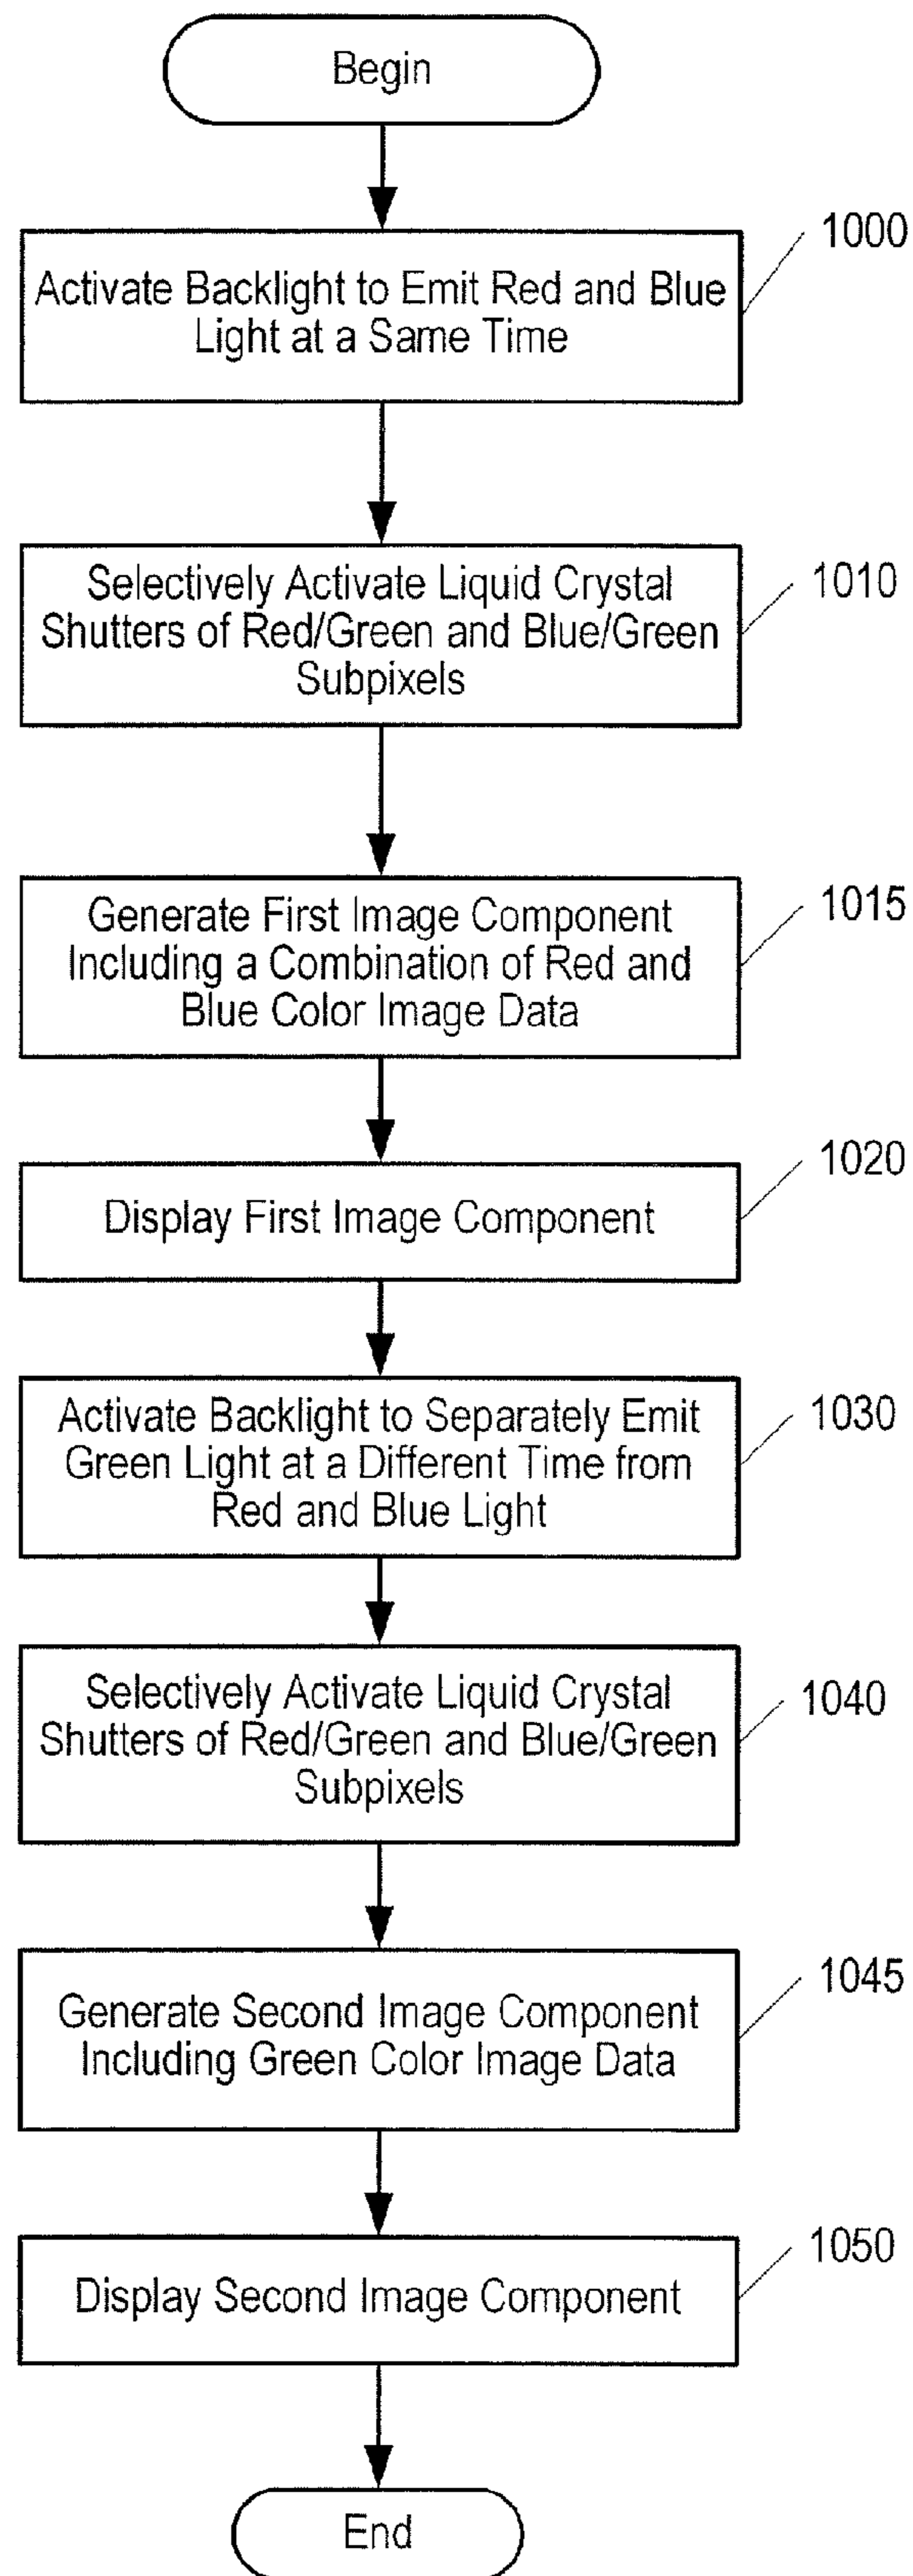 Begin
1000
Activate Backlight to Emit Red and Blue
Light at a Same Time
1010
Selectively Activate Liquid Crystal
Shutters of Red/Green and Blue/Green
Subpixels
1015
Generate First Image Component
Including a Combination of Red and
Blue Color Image Data
1020
Display First Image Component
1030
Activate Backlight to Separately Emit
Green Light at a Different Time from
Red and Blue Light
1040
Selectively Activate Liquid Crystal
Shutters of Red/Green and Blue/Green
Subpixels
1045
Generate Second Image Component
Including Green Color Image Data
1050
Display Second Image Component
End